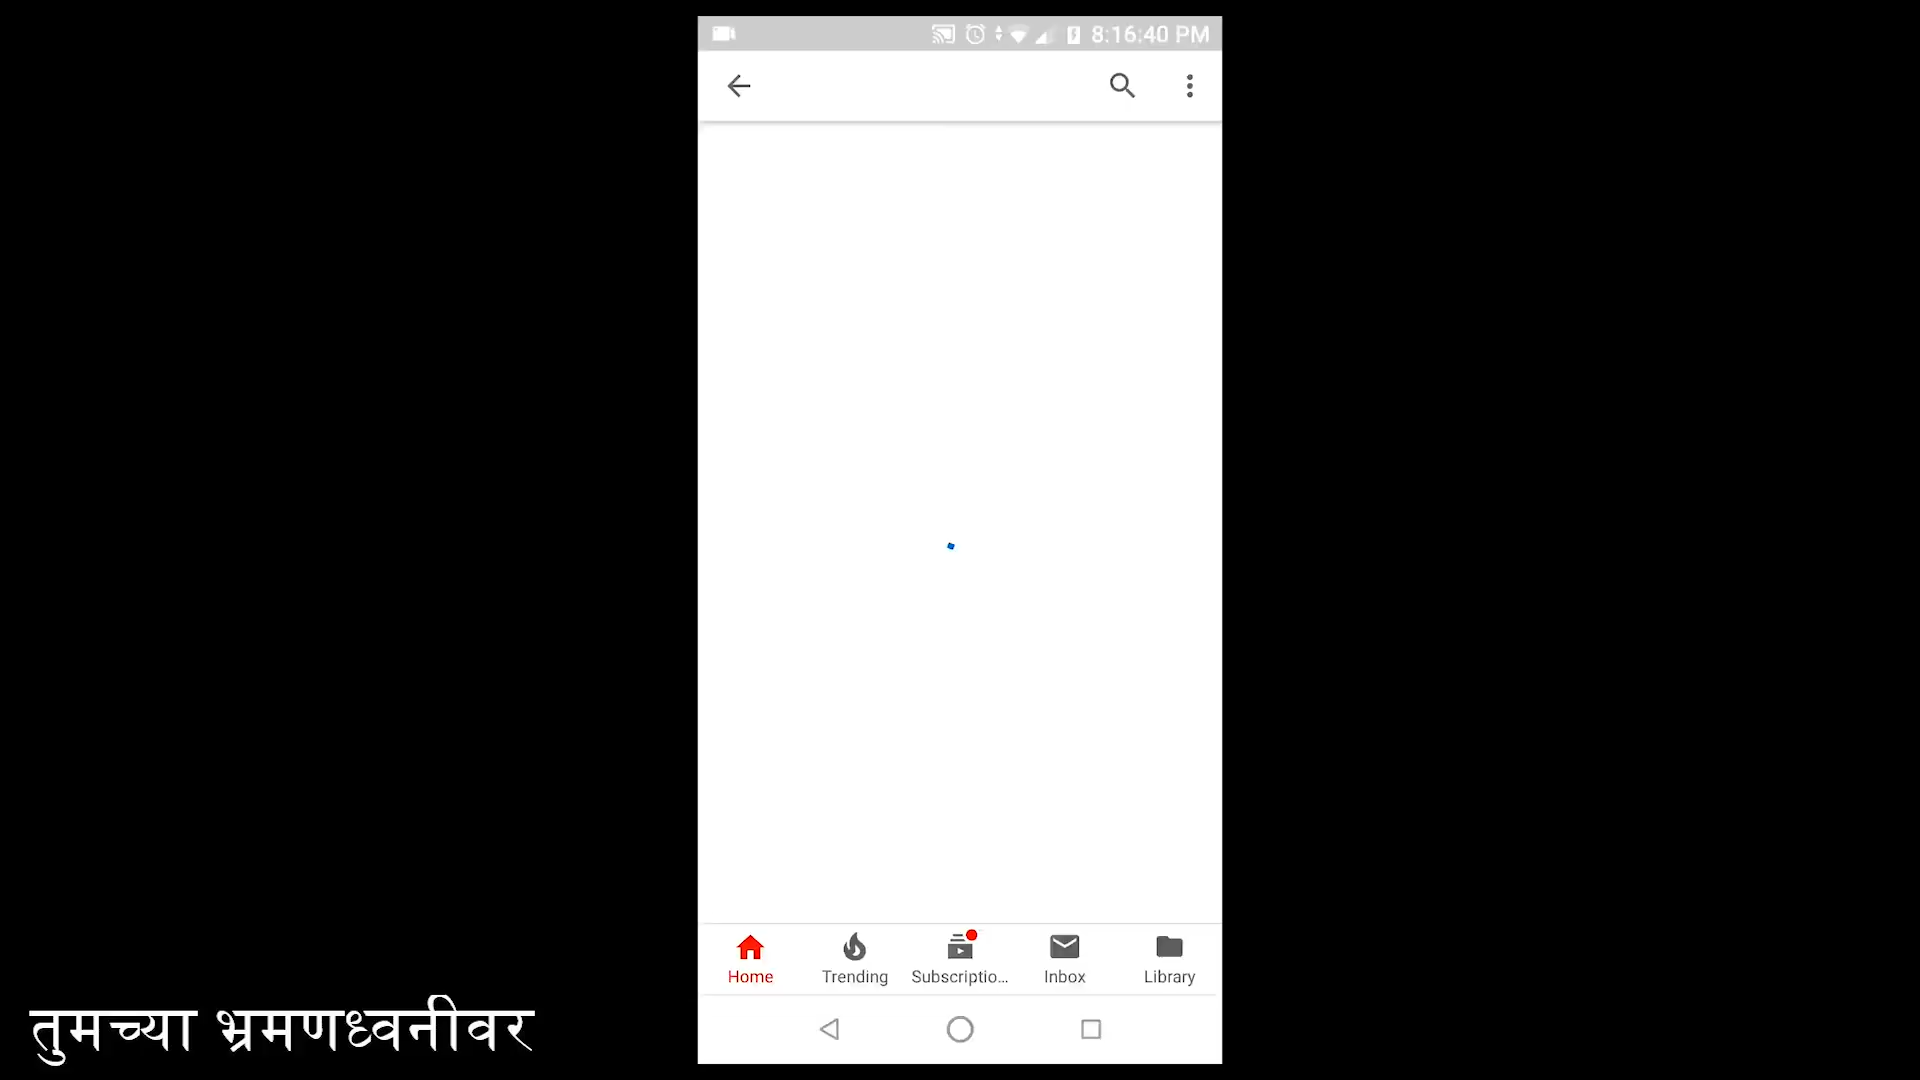 8:16:40 PM
Home
Trending
Subscriptio...
Inbox
Library
तुमच्या भ्रमणध्वनीवर